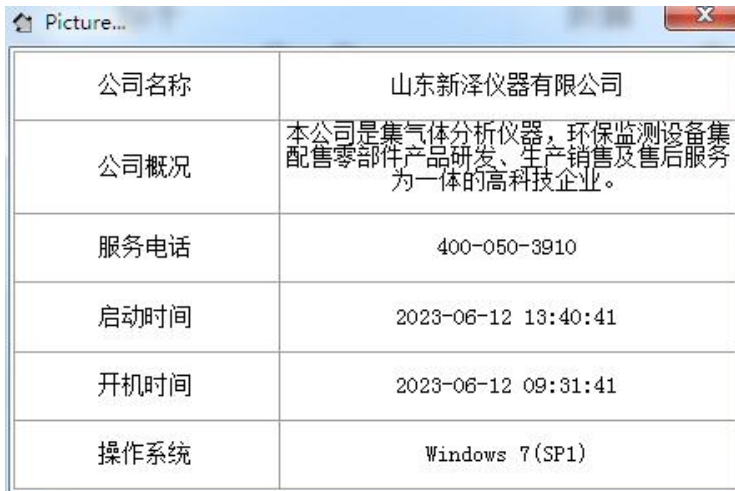 Picture...
公司名称
山东新泽仪器有限公司
公司概况
本公司是集气体分析仪器，环保监测设备集
配售零部件产品研发、生产销售及售后服务
为一体的高科技企业。
服务电话
400-050-3910
启动时间
2023-06-12 13:40:41
开机时间
2023-06-12 09:31:41
操作系统
Windows 7(SP1)